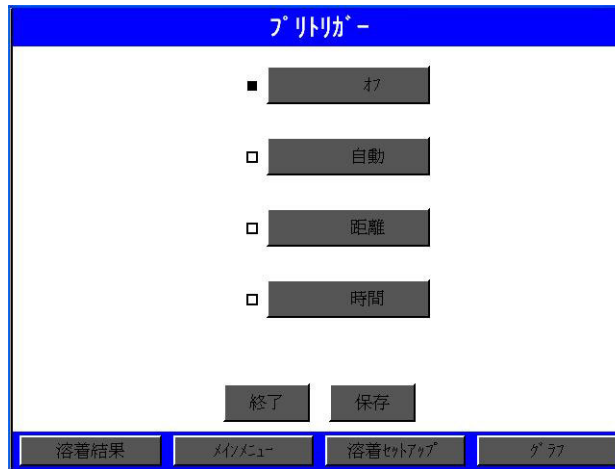 ﾌﾟﾘﾄﾘｶﾞｰ
ｵﾌ
自動
距離
時間
終了 保存
溶着結果 ﾒｲﾝﾒﾆｭｰ 溶着ｾｯﾄｱｯﾌﾟ ｸﾞﾗﾌ